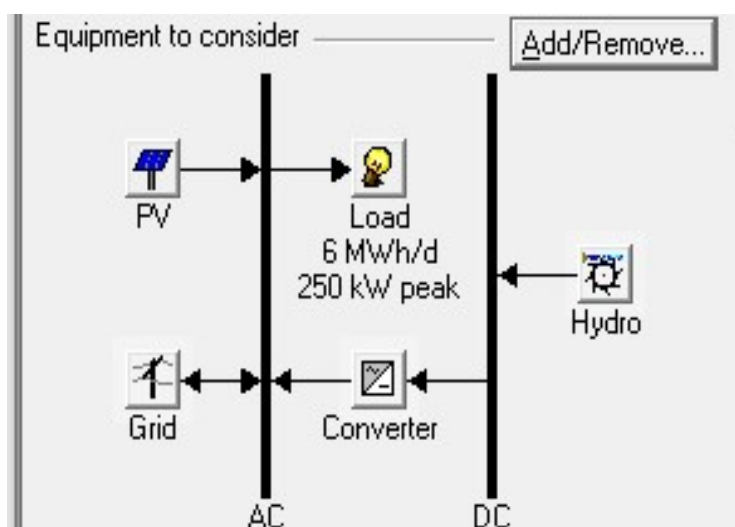 Equipment to consider
Add/Remove...
PV
Load
6 MWh/d
250 kW peak
Hydro
Grid
Converter
AC
DC